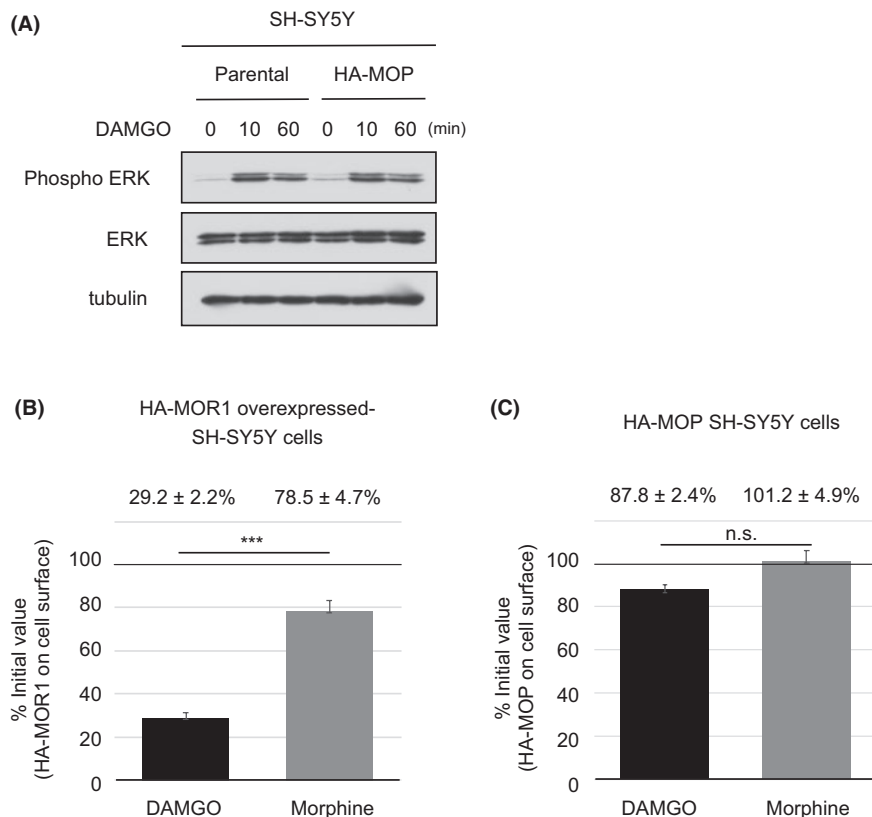 (A)
SH-SY5Y
Parental HA-MOP
DAMGO 0 10 60 0 10 60 (min)
Phospho ERK
ERK
tubulin
(B)
HA-MOR1 overexpressed-
SH-SY5Y cells
29.2 ± 2.2% 78.5 ± 4.7%
***
100
80
60
40
20
0
% Initial value
(HA-MOR1 on cell surface)
DAMGO Morphine
(C)
HA-MOP SH-SY5Y cells
87.8 ± 2.4% 101.2 ± 4.9%
n.s.
100
80
60
40
20
0
% Initial value
(HA-MOP on cell surface)
DAMGO Morphine